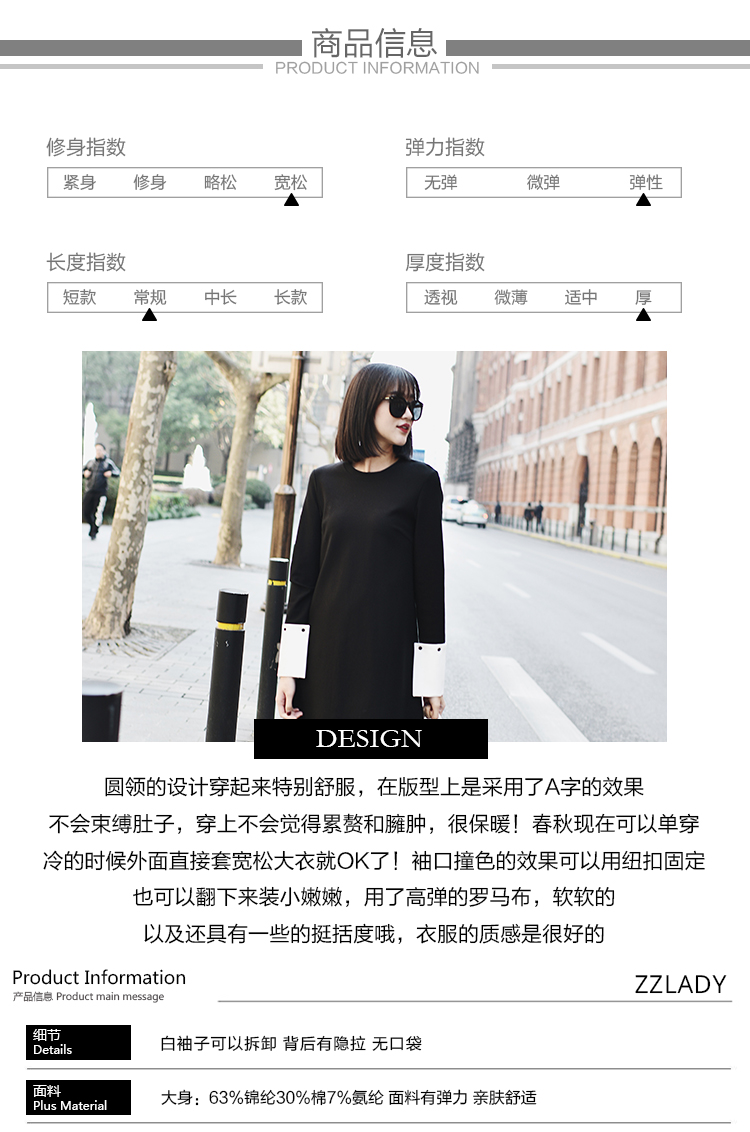 商品信息
PRODUCT INFORMATION
修身指数
紧身 修身 略松 宽松
弹力指数
无弹 微弹 弹性
长度指数
短款 常规 中长 长款
厚度指数
透视 微薄 适中 厚
DESIGN
圆领的设计穿起来特别舒服，在版型上是采用了A字的效果
不会束缚肚子，穿上不会觉得累赘和臃肿，很保暖！春秋现在可以单穿
冷的时候外面直接套宽松大衣就OK了！袖口撞色的效果可以用纽扣固定
也可以翻下来装小嫩嫩，用了高弹的罗马布，软软的
以及还具有一些的挺括度哦，衣服的质感是很好的
Product Information
产品信息 Product main message
ZZLADY
细节
Details
白袖子可以拆卸 背后有隐拉 无口袋
面料
Plus Material
大身：63%锦纶30%棉7%氨纶 面料有弹力 亲肤舒适